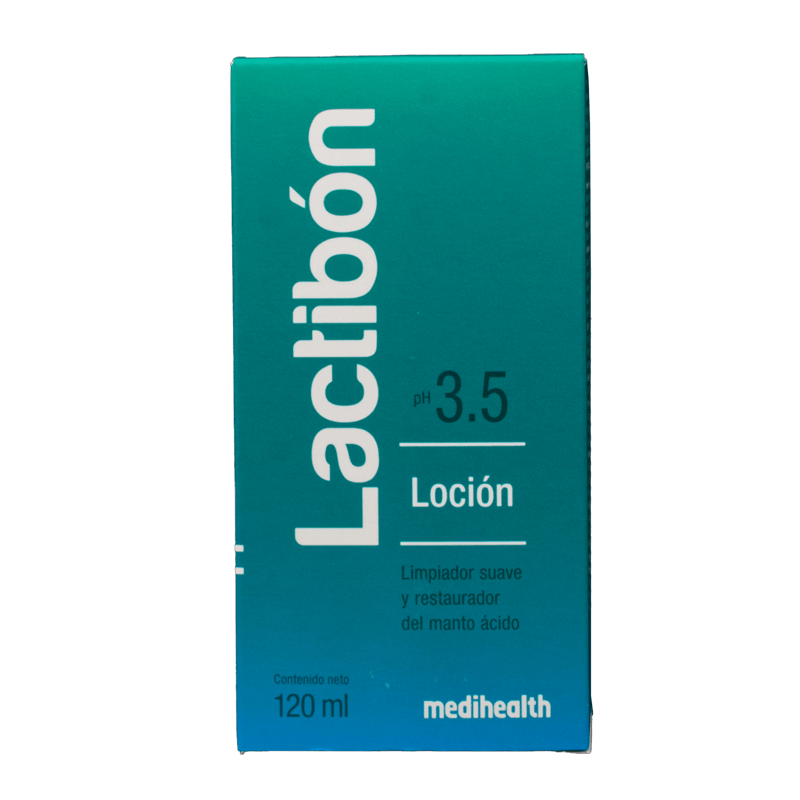 Lactibón
pH 3.5
Loción
Limpiador suave
y restaurador
del manto ácido
Contenido neto
120 ml
medihealth